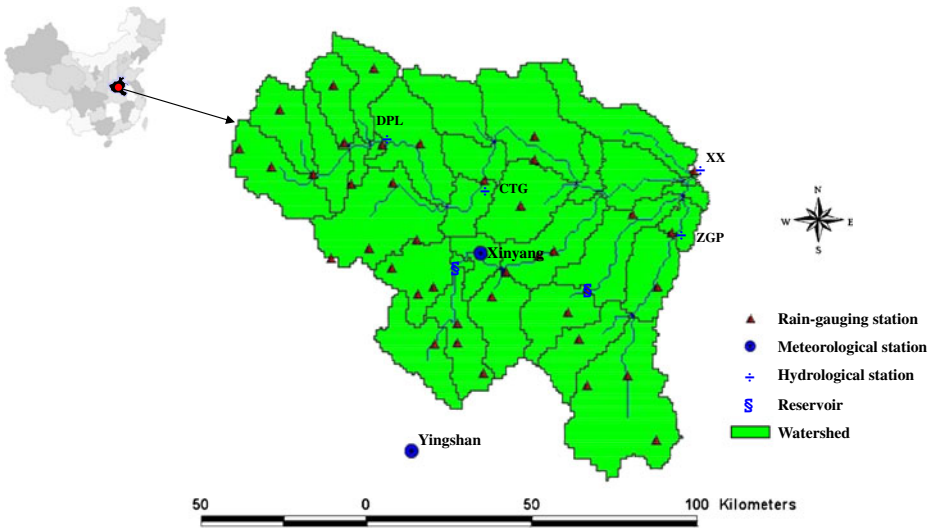 DPL
XX
CTG
N
W E
S
ZGP
Xinyang
Rain-gauging station
Meteorological station
÷ Hydrological station
§ Reservoir
Watershed
Yingshan
50 0 50 100 Kilometers